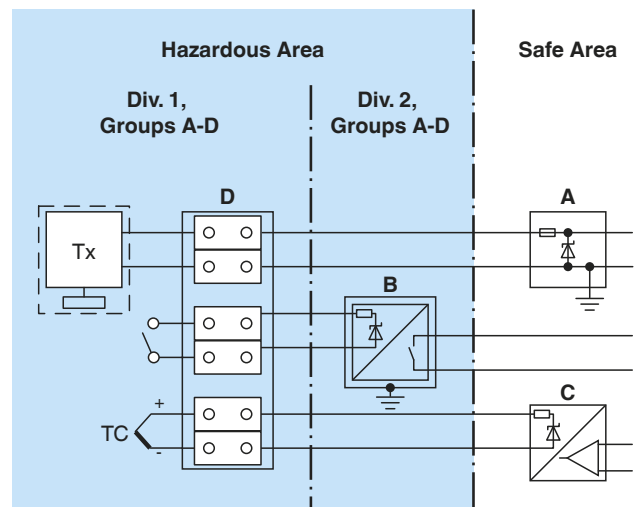 Hazardous Area
Safe Area
Div. 1,
Groups A-D
Div. 2,
Groups A-D
D
A
Tx
B
C
+
TC
-